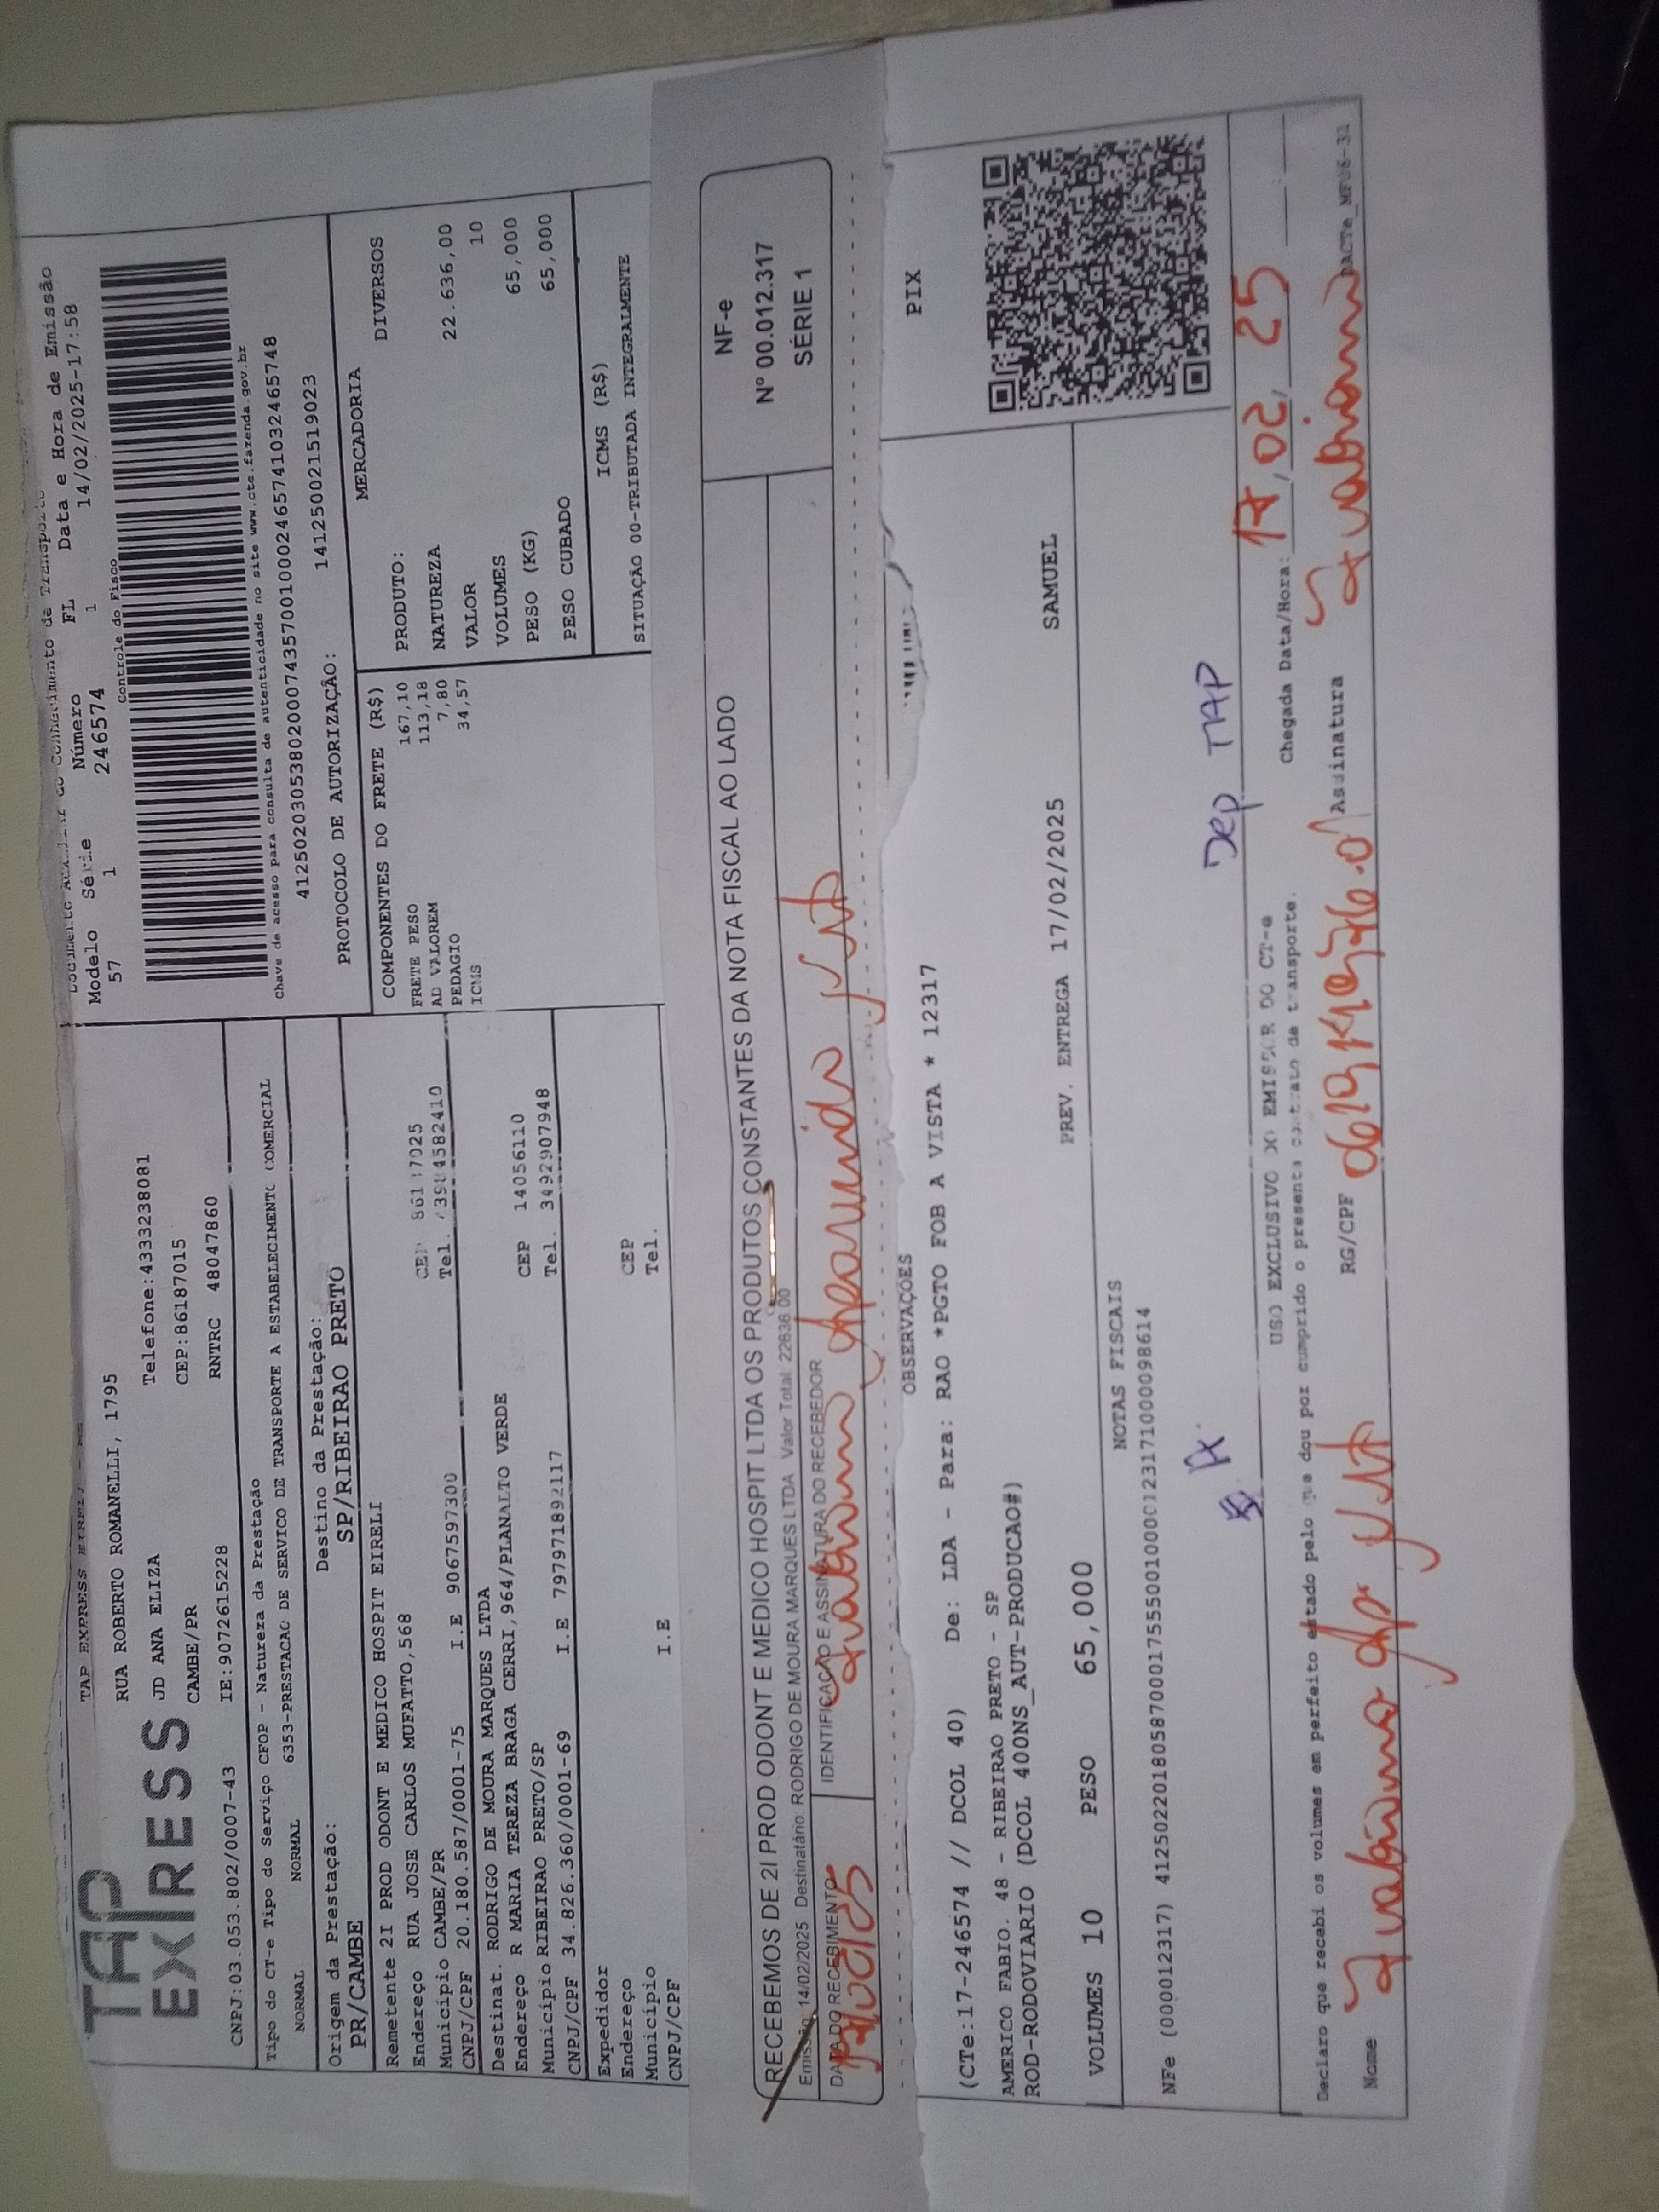 TAP EXPRESS
TAP EXPRESS EIRELI
RUA ROBERTO ROMANELLI, 1795
JD ANA ELIZA Telefone:4333238081
CAMBE/PR CEP:86187015
CNPJ:03.053.802/0007-43 IE:9072615228 RNTRC 48047860
Tipo do CT-e Tipo do Serviço CFOP - Natureza da Prestação
NORMAL NORMAL 6353-PRESTACAO DE SERVICO DE TRANSPORTE A ESTABELECIMENTO COMERCIAL
Origem da Prestação: Destino da Prestação:
PR/CAMBE SP/RIBEIRAO PRETO
Remetente 2I PROD ODONT E MEDICO HOSPIT EIRELI
Endereço RUA JOSE CARLOS MUFATTO,568 CEP
Município CAMBE/PR Tel.
CNPJ/CPF 20.180.587/0001-75 I.E 9067597300
Destinat. RODRIGO DE MOURA MARQUES LTDA
Endereço R MARIA TEREZA BRAGA CERRI,964/PLANALTO VERDE CEP 14056110
Município RIBEIRAO PRETO/SP Tel. 3492907948
CNPJ/CPF 34.826.360/0001-69 I.E 797971892117
Expedidor
Endereço CEP
Município Tel.
CNPJ/CPF I.E
Documento Auxiliar do Conhecimento de Transporte
Modelo Série Número FL Data e Hora de Emissão
57 1 246574 1 14/02/2025-17:58
Controle do Fisco
Chave de acesso para consulta de autenticidade no site www.cte.fazenda.gov.br
41250203053802000743570010002465741032465748
PROTOCOLO DE AUTORIZAÇÃO: 141250021519023
COMPONENTES DO FRETE (R$)
FRETE PESO 167,10
AD VALOREM 113,18
PEDAGIO 7,80
ICMS 34,57
MERCADORIA
PRODUTO: DIVERSOS
NATUREZA
VALOR 22.636,00
VOLUMES 10
PESO (KG) 65,000
PESO CUBADO 65,000
ICMS (R$)
SITUAÇÃO 00-TRIBUTADA INTEGRALMENTE
RECEBEMOS DE 2I PROD ODONT E MEDICO HOSPIT LTDA OS PRODUTOS CONSTANTES DA NOTA FISCAL AO LADO
Emissão: 14/02/2025 Destinatário: RODRIGO DE MOURA MARQUES LTDA Valor Total: 22636.00
DATA DO RECEBIMENTO IDENTIFICAÇÃO E ASSINATURA DO RECEBEDOR
NF-e
Nº 00.012.317
SÉRIE 1
OBSERVAÇÕES
(CTe:17-246574 // DCOL 40) De: LDA - Para: RAO *PGTO FOB A VISTA * 12317
AMERICO FABIO. 48 - RIBEIRAO PRETO - SP
ROD-RODOVIARIO (DCOL 400NS_AUT-PRODUCAO#)
PIX
VOLUMES 10 PESO 65,000 PREV. ENTREGA 17/02/2025 SAMUEL
NOTAS FISCAIS
NFe (000012317) 41250220180587000175550010000123171000098614
Dep TAP
USO EXCLUSIVO DO EMISSOR DO CT-e
Declaro que recebi os volumes em perfeito estado pelo que dou por cumprido o presente contrato de transporte.
Chegada Data/Hora: 17/02/25
Nome RG/CPF Assinatura
DACTe_MF06-31